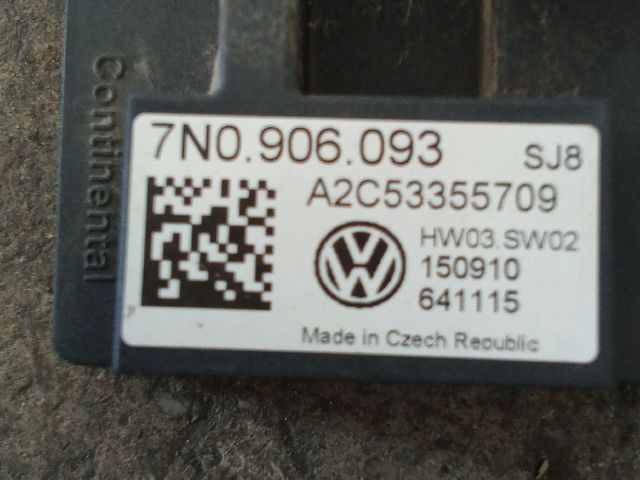 Continental
7N0.906.093 SJ8
A2C53355709
HW03.SW02
150910
641115
Made in Czech Republic